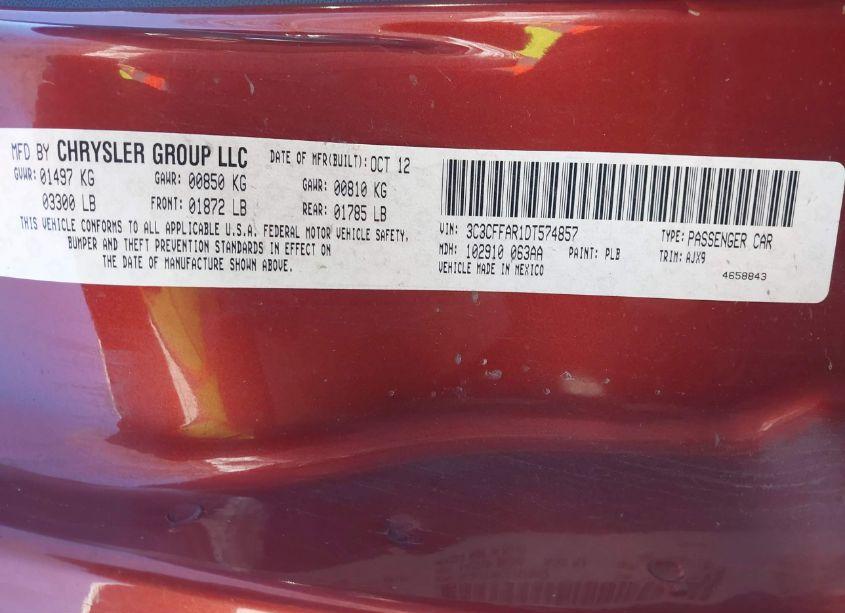 MFD BY CHRYSLER GROUP LLC DATE OF MFR(BUILT): OCT 12
GVWR: 01497 KG GAWR: 00850 KG GAWR: 00810 KG
03300 LB FRONT: 01872 LB REAR: 01785 LB
THIS VEHICLE CONFORMS TO ALL APPLICABLE U.S.A. FEDERAL MOTOR VEHICLE SAFETY,
BUMPER AND THEFT PREVENTION STANDARDS IN EFFECT ON
THE DATE OF MANUFACTURE SHOWN ABOVE.
VIN: 3C3CFFAR1DT574857 TYPE: PASSENGER CAR
MDH: 102910 063AA PAINT: PLB TRIM: AJX9
VEHICLE MADE IN MEXICO
4658843